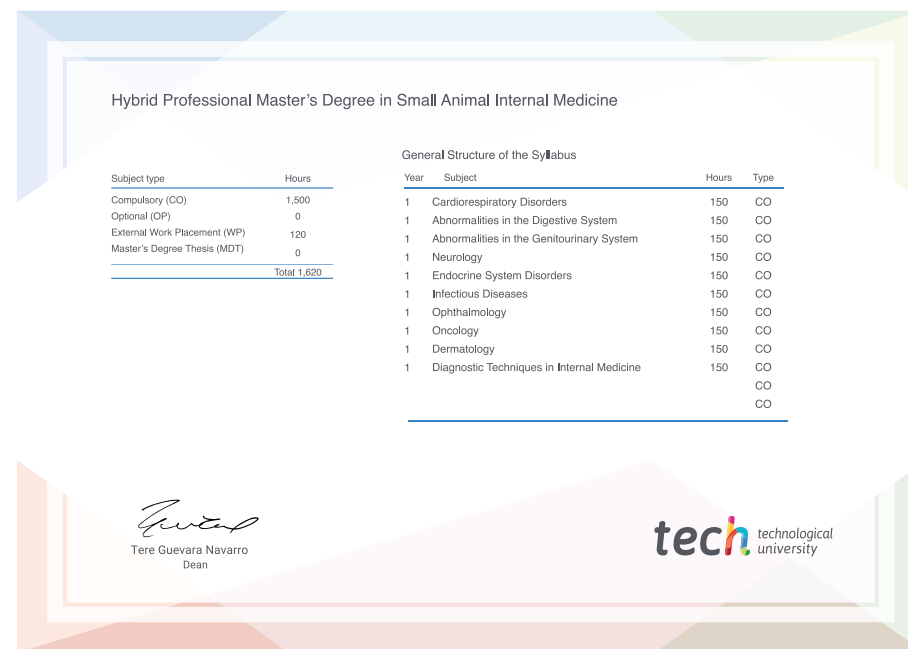 Hybrid Professional Master's Degree in Small Animal Internal Medicine
Subject type Hours
Compulsory (CO) 1,500
Optional (OP) 0
External Work Placement (WP) 120
Master's Degree Thesis (MDT) 0
Total 1,620
General Structure of the Syllabus
Year Subject Hours Type
1 Cardiorespiratory Disorders 150 CO
1 Abnormalities in the Digestive System 150 CO
1 Abnormalities in the Genitourinary System 150 CO
1 Neurology 150 CO
1 Endocrine System Disorders 150 CO
1 Infectious Diseases 150 CO
1 Ophthalmology 150 CO
1 Oncology 150 CO
1 Dermatology 150 CO
1 Diagnostic Techniques in Internal Medicine 150 CO
CO
CO
Tere Guevara Navarro
Dean
tech technological
university